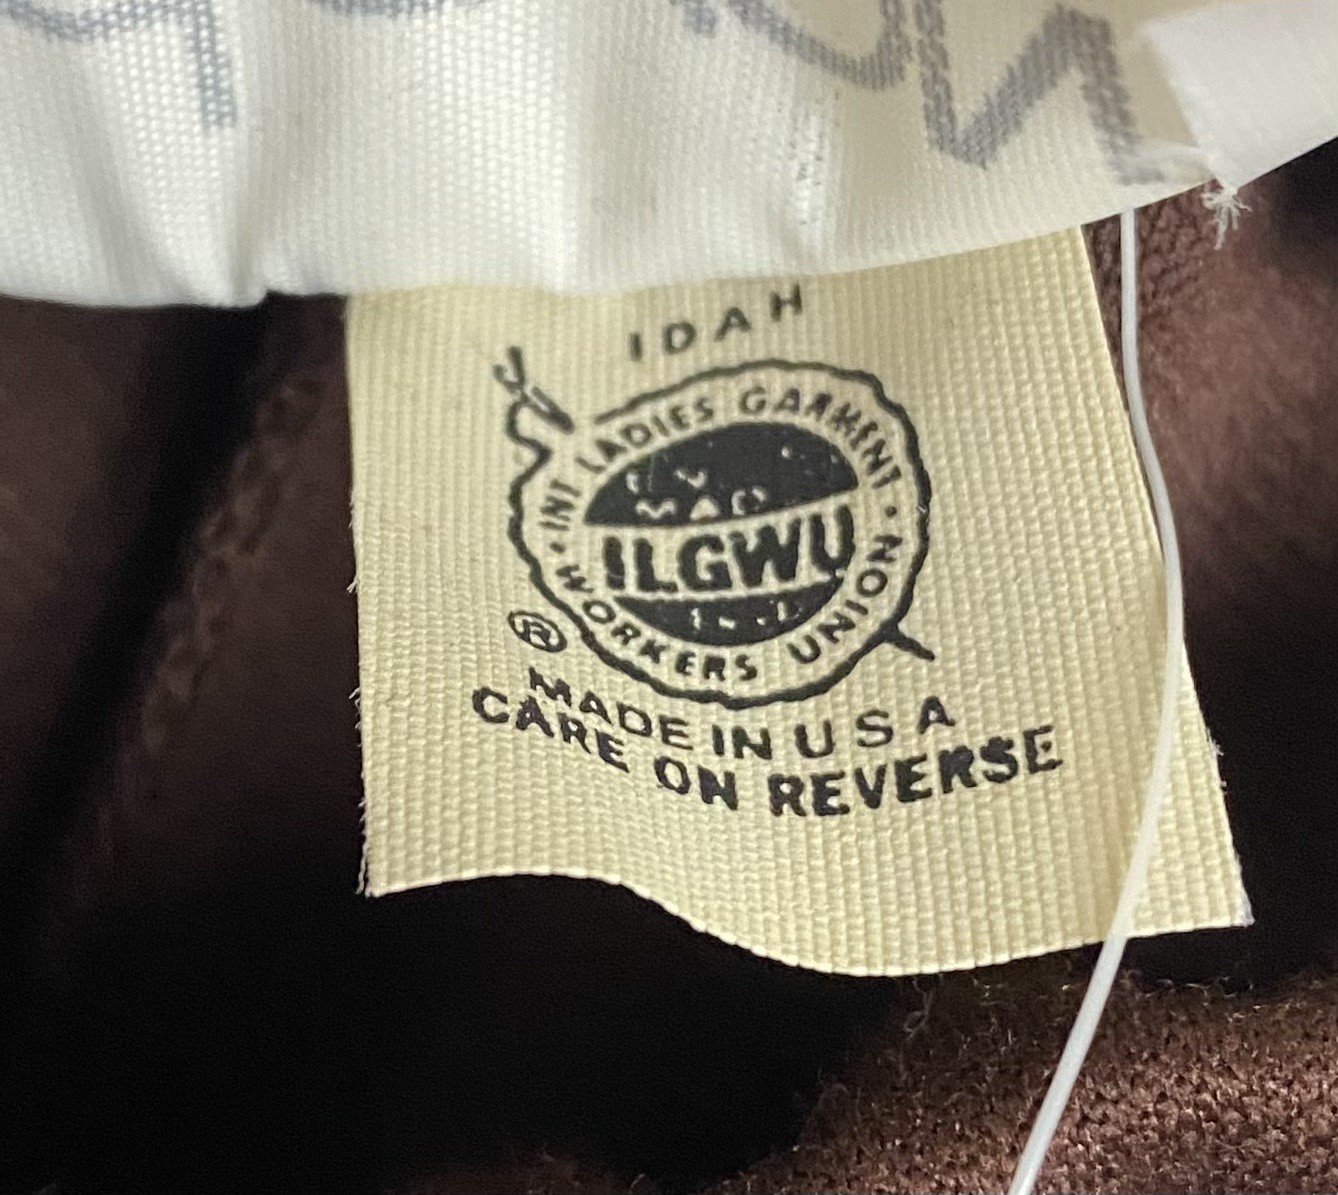 IDAH
INT LADIES GARMENT
ILGWU
WORKERS UNION
®
MADE IN U S A
CARE ON REVERSE